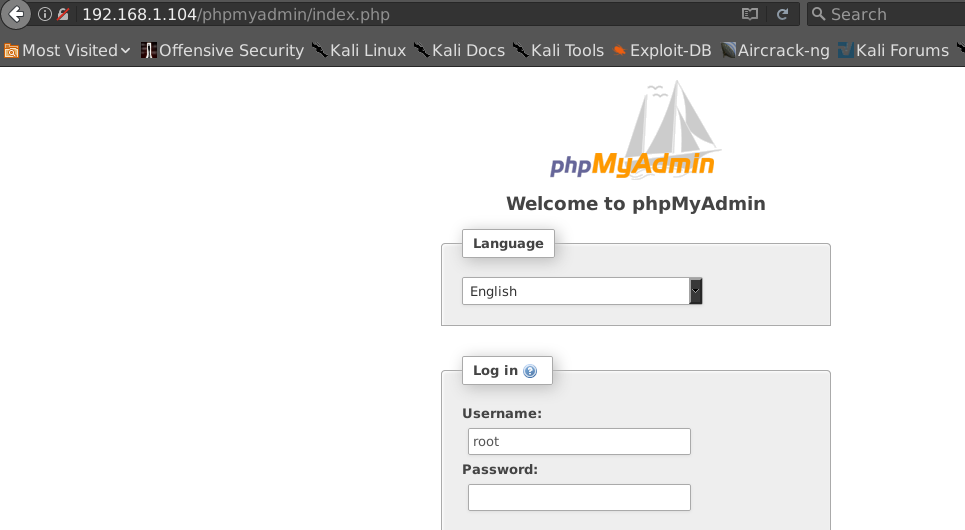 192.168.1.104/phpmyadmin/index.php Search
Most Visited Offensive Security Kali Linux Kali Docs Kali Tools Exploit-DB Aircrack-ng Kali Forums
phpMyAdmin
Welcome to phpMyAdmin
Language
English
Log in
Username:
root
Password: